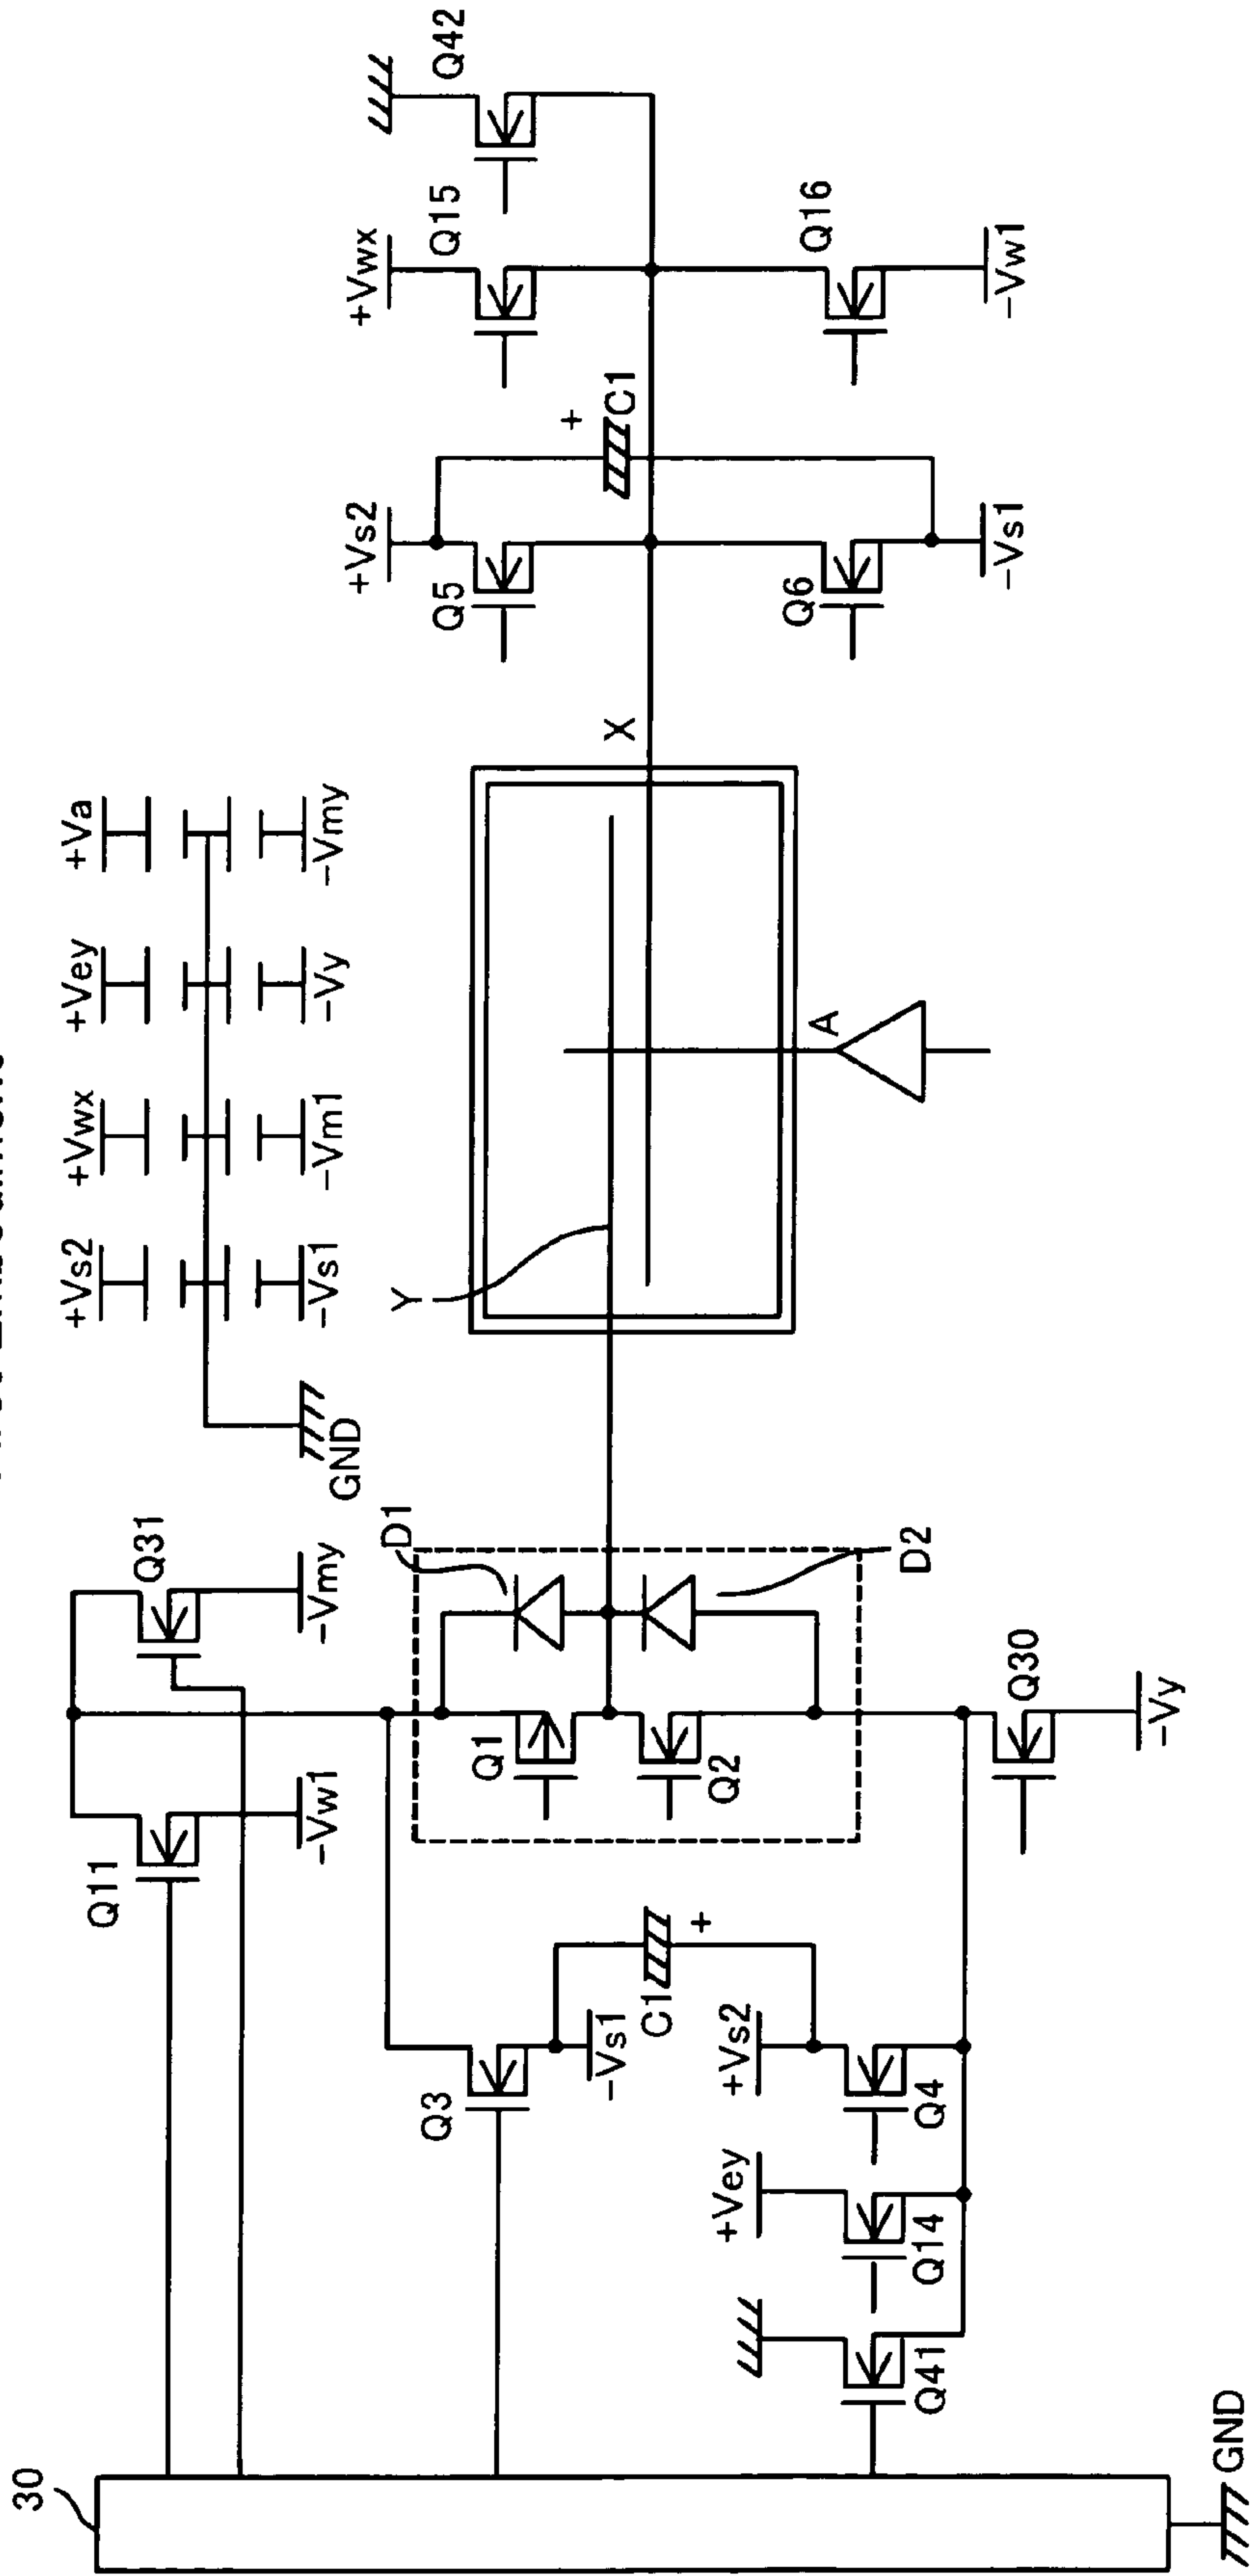 Q42
Q15
+Vwx
Q16
-Vw1
+
C1
+Vs2
Q5
Q6
-Vs1
X
+Va
-Vmy
+Vey
-Vy
+Vwx
-Vm1
+Vs2
-Vs1
GND
A
Y
Q31
-Vmy
D1
D2
Q1
Q2
Q30
-Vy
Q11
-Vw1
+
C1
Q3
-Vs1
+Vs2
Q4
+Vey
Q14
Q41
30
GND